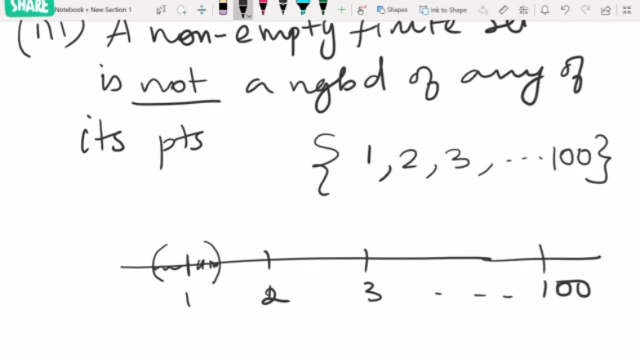 SHARE
Notebook » New Section 1
Shapes
Ink to Shape
(iii) A non-empty finite set
is not a ngbd of any of
its pts
{ 1, 2, 3, ... 100}
( )
1 2 3 . - - - 100